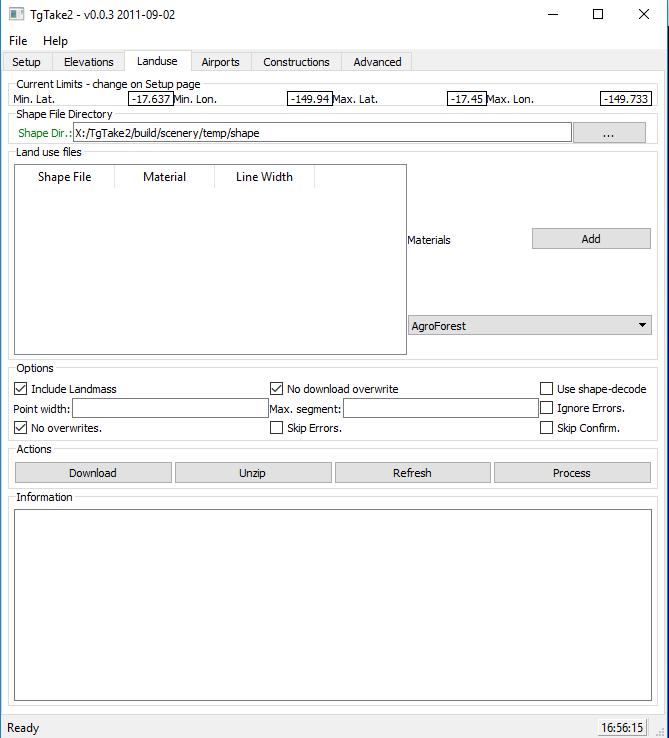 TgTake2 - v0.0.3 2011-09-02
File Help
Setup Elevations Landuse Airports Constructions Advanced
Current Limits - change on Setup page
Min. Lat. -17.637 Min. Lon. -149.94 Max. Lat. -17.45 Max. Lon. -149.733
Shape File Directory
Shape Dir.: X:/TgTake2/build/scenery/temp/shape ...
Land use files
Shape File Material Line Width
Materials Add
AgroForest
Options
Include Landmass No download overwrite Use shape-decode
Point width: Max. segment: Ignore Errors.
No overwrites. Skip Errors. Skip Confirm.
Actions
Download Unzip Refresh Process
Information
Ready 16:56:15